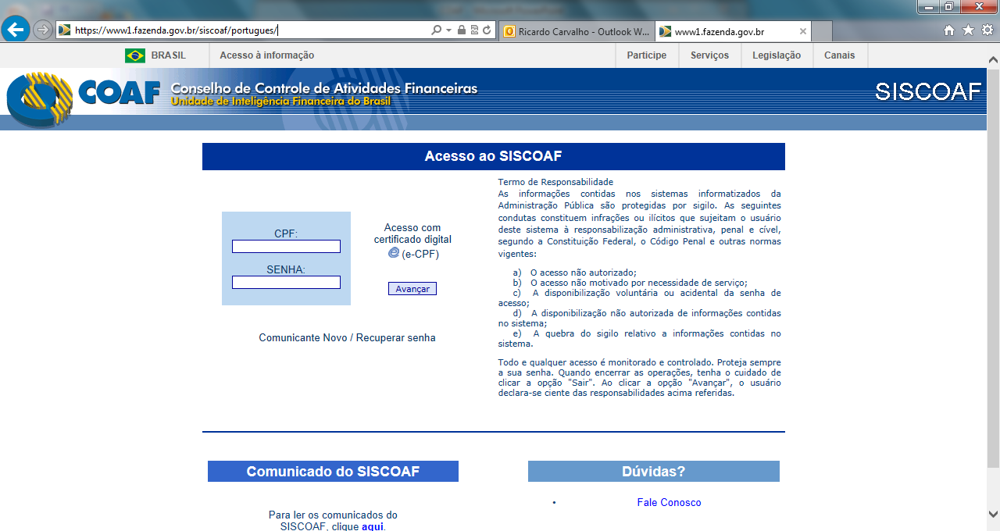 https://www1.fazenda.gov.br/siscoaf/portugues/
Ricardo Carvalho - Outlook W...
www1.fazenda.gov.br
BRASIL
Acesso à informação
Participe
Serviços
Legislação
Canais
COAF
Conselho de Controle de Atividades Financeiras
Unidade de Inteligência Financeira do Brasil
SISCOAF
Acesso ao SISCOAF
CPF:
SENHA:
Acesso com
certificado digital
(e-CPF)
Avançar
Comunicante Novo / Recuperar senha
Termo de Responsabilidade
As informações contidas nos sistemas informatizados da
Administração Pública são protegidas por sigilo. As seguintes
condutas constituem infrações ou ilícitos que sujeitam o usuário
deste sistema à responsabilização administrativa, penal e cível,
segundo a Constituição Federal, o Código Penal e outras normas
vigentes:
a) O acesso não autorizado;
b) O acesso não motivado por necessidade de serviço;
c) A disponibilização voluntária ou acidental da senha de
acesso;
d) A disponibilização não autorizada de informações contidas
no sistema;
e) A quebra do sigilo relativo a informações contidas no
sistema.
Todo e qualquer acesso é monitorado e controlado. Proteja sempre
a sua senha. Quando encerrar as operações, tenha o cuidado de
clicar a opção "Sair". Ao clicar a opção "Avançar", o usuário
declara-se ciente das responsabilidades acima referidas.
Comunicado do SISCOAF
Para ler os comunicados do
SISCOAF, clique aqui.
Dúvidas?
• Fale Conosco